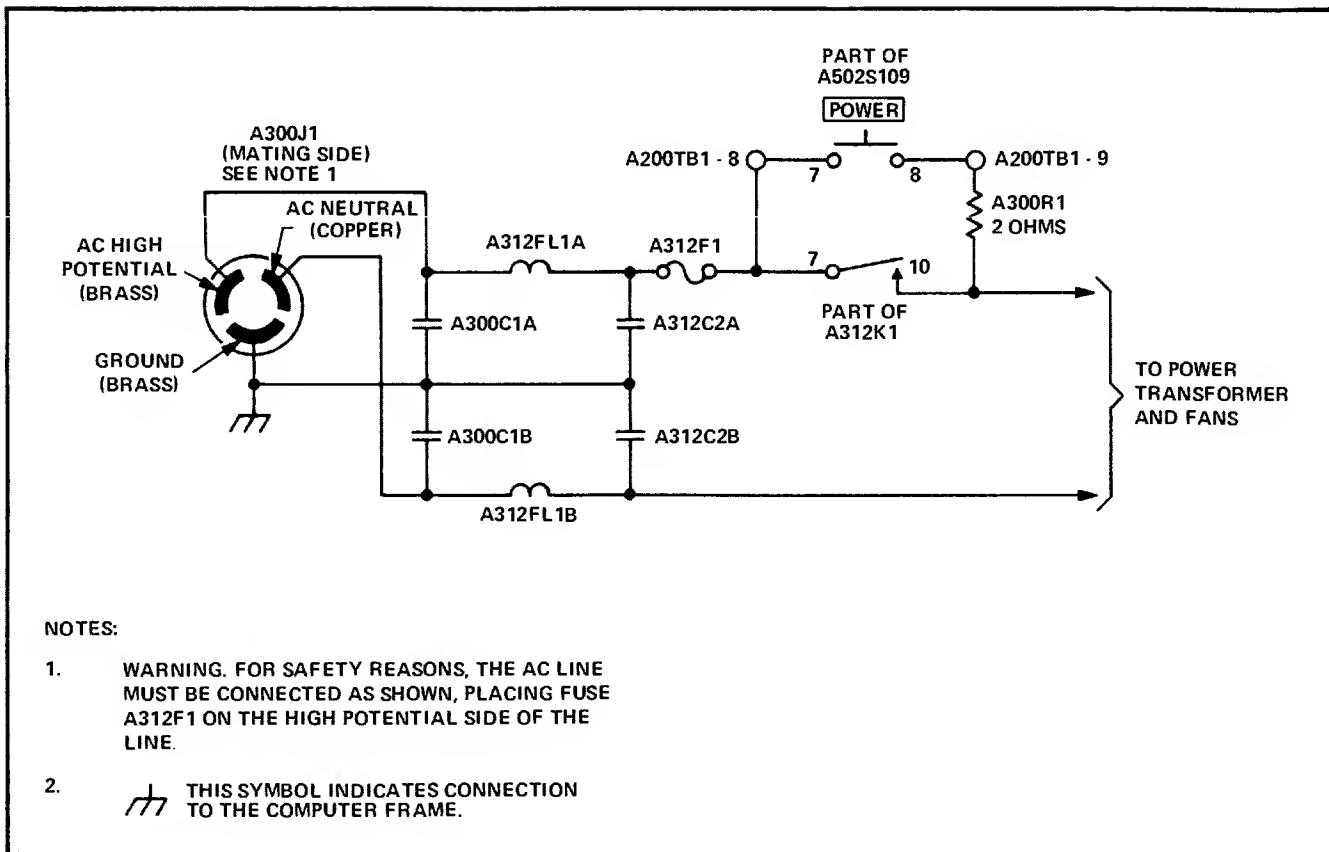 PART OF
A502S109
POWER
A300J1
(MATING SIDE)
SEE NOTE 1
A200TB1 - 8
7
8
A200TB1 - 9
AC NEUTRAL
(COPPER)
A300R1
2 OHMS
AC HIGH
POTENTIAL
(BRASS)
A312FL1A
A312F1
7
10
PART OF
A312K1
A300C1A
A312C2A
GROUND
(BRASS)
TO POWER
TRANSFORMER
AND FANS
A300C1B
A312C2B
A312FL1B
NOTES:
1. WARNING. FOR SAFETY REASONS, THE AC LINE
MUST BE CONNECTED AS SHOWN, PLACING FUSE
A312F1 ON THE HIGH POTENTIAL SIDE OF THE
LINE.
2. THIS SYMBOL INDICATES CONNECTION
TO THE COMPUTER FRAME.